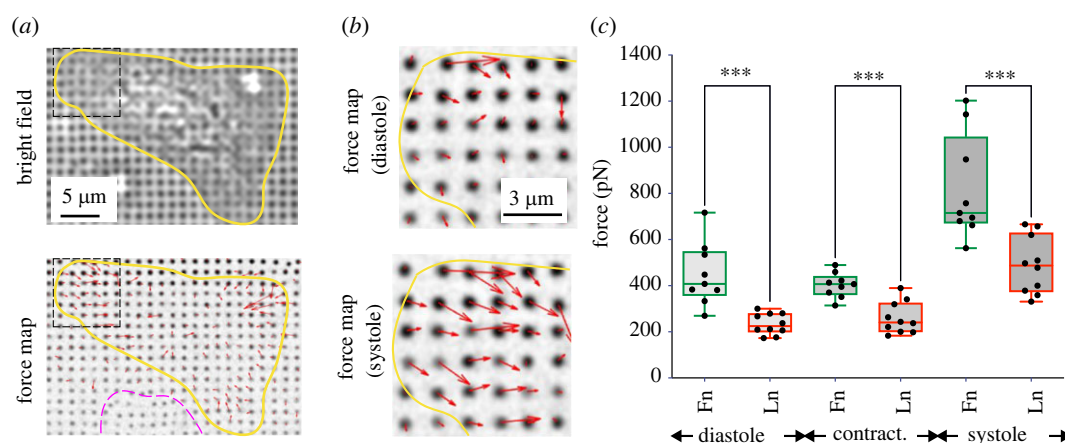 (a)
bright field
5 μm
force map
(b)
force map
(diastole)
3 μm
force map
(systole)
(c)
force (pN)
1400
1200
1000
800
600
400
200
0
***
***
***
Fn
Ln
Fn
Ln
Fn
Ln
diastole
contract.
systole